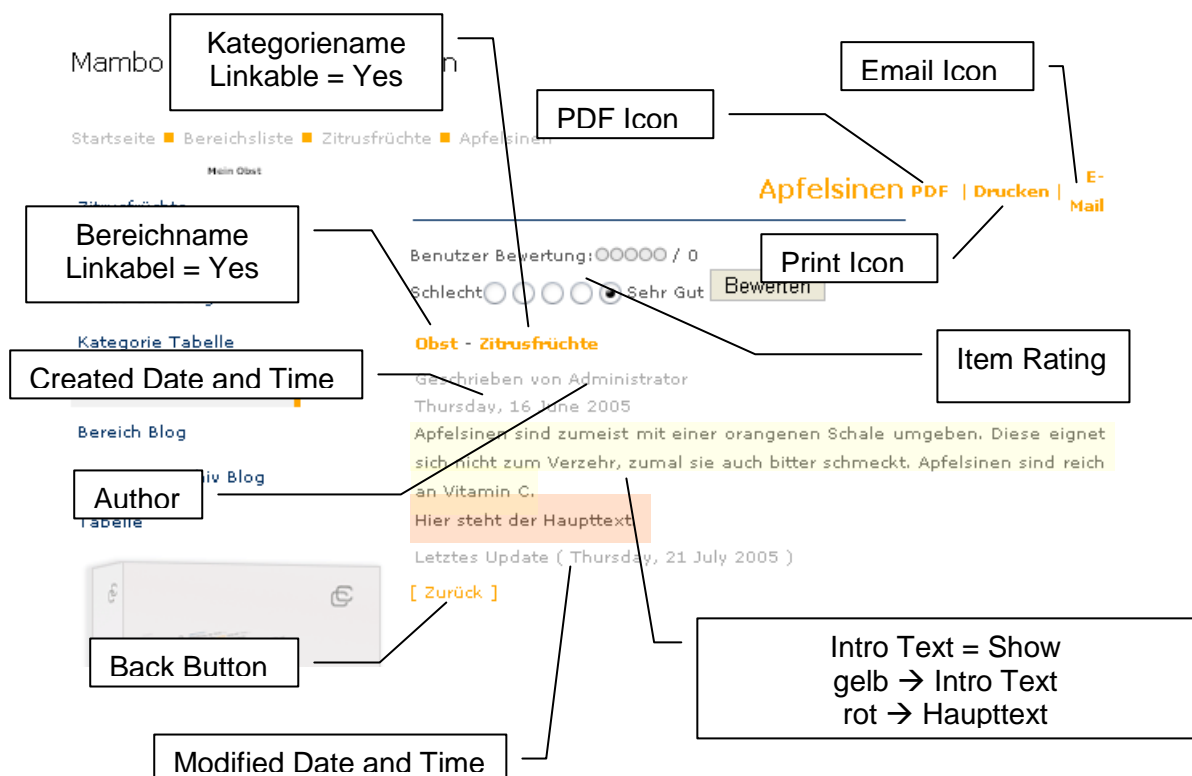 Kategoriename
Linkable = Yes
Mambo
n
Email Icon
PDF Icon
Startseite ■ Bereichsliste ■ Zitrusfrüchte ■ Apfelsinen
Mein Obst
Apfelsinen PDF | Drucken | E-
Mail
Zitrusfrüchte
Bereichname
Linkabel = Yes
Benutzer Bewertung: / 0
Print Icon
Schlecht Sehr Gut Bewerten
Kategorie Tabelle
Obst - Zitrusfrüchte
Item Rating
Created Date and Time
Geschrieben von Administrator
Thursday, 16 June 2005
Bereich Blog
Apfelsinen sind zumeist mit einer orangenen Schale umgeben. Diese eignet
sich nicht zum Verzehr, zumal sie auch bitter schmeckt. Apfelsinen sind reich
an Vitamin C.
iv Blog
Author
Hier steht der Haupttext.
Tabelle
Letztes Update ( Thursday, 21 July 2005 )
[ Zurück ]
Back Button
Intro Text = Show
gelb → Intro Text
rot → Haupttext
Modified Date and Time